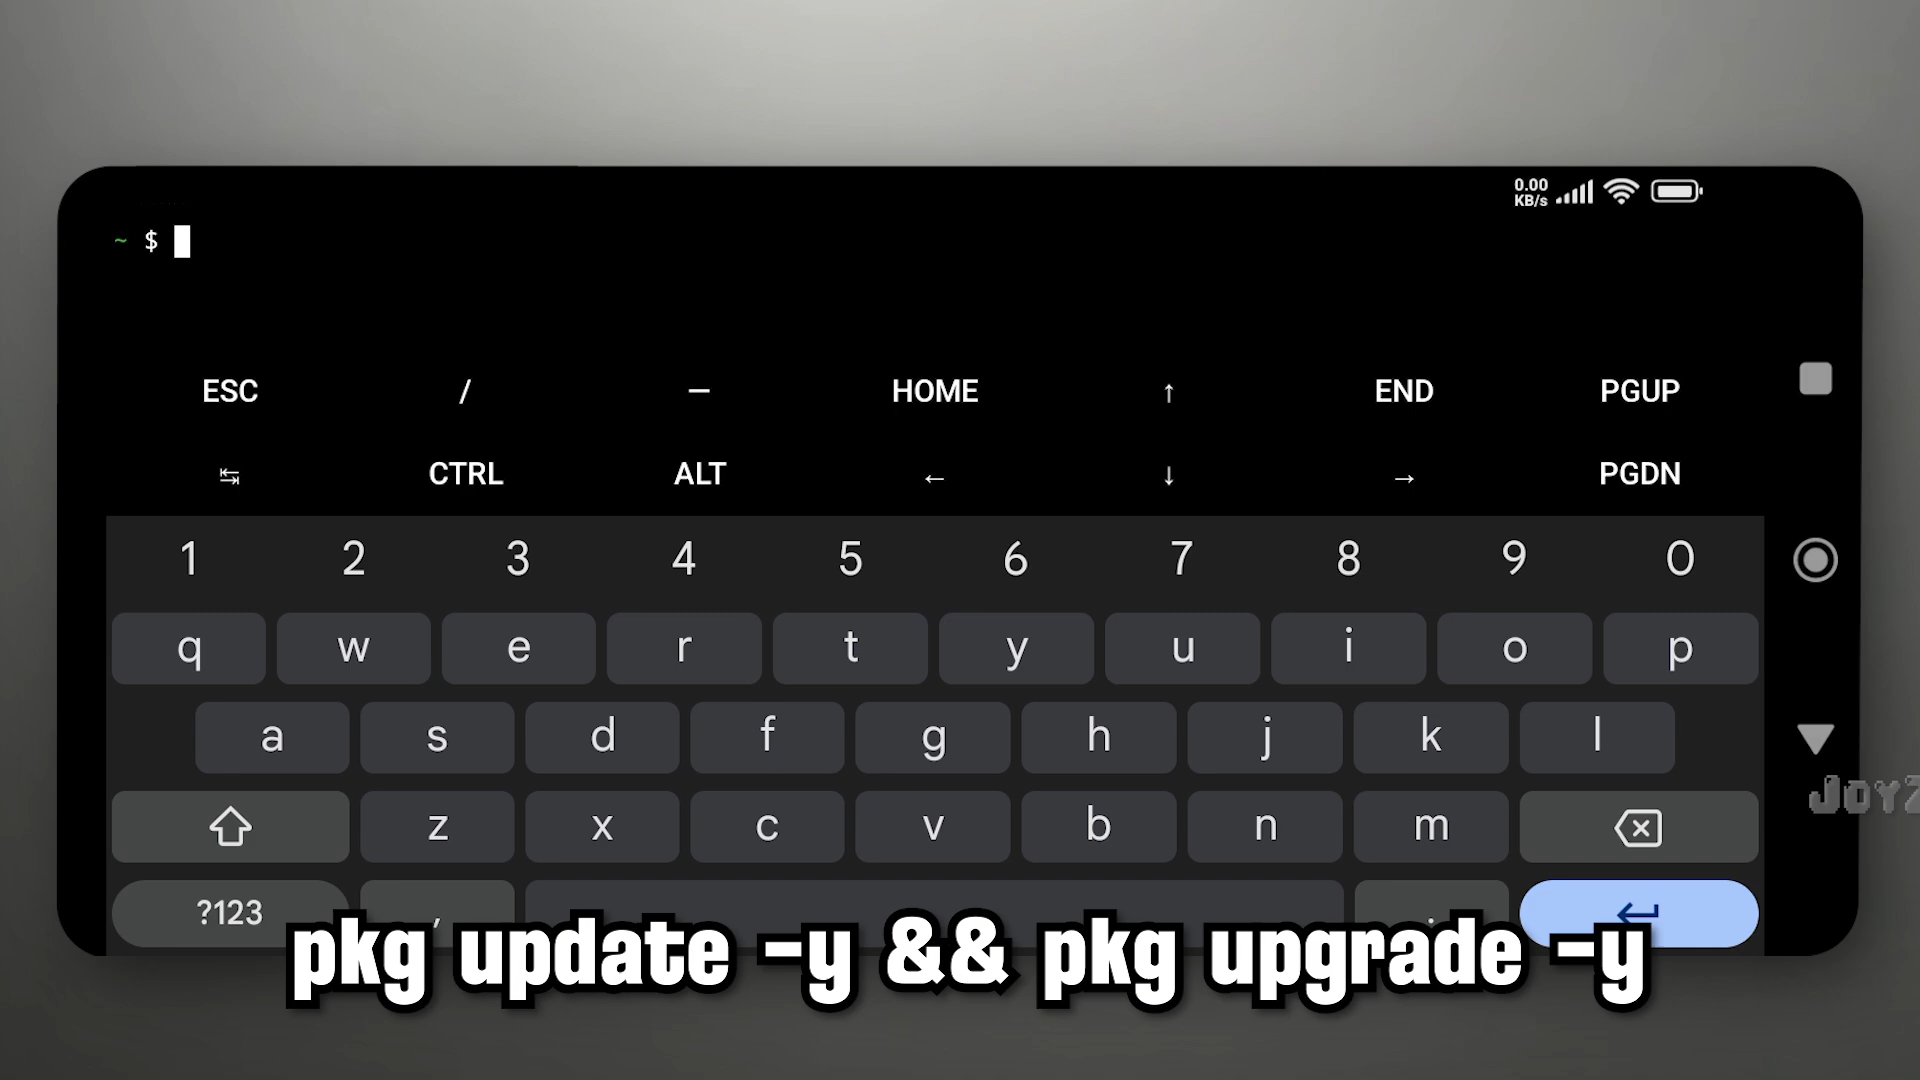 0.00
KB/s
~ $
ESC / — HOME ↑ END PGUP
↹ CTRL ALT ← ↓ → PGDN
1 2 3 4 5 6 7 8 9 0
q w e r t y u i o p
a s d f g h j k l
z x c v b n m
?123 , .
pkg update -y && pkg upgrade -y